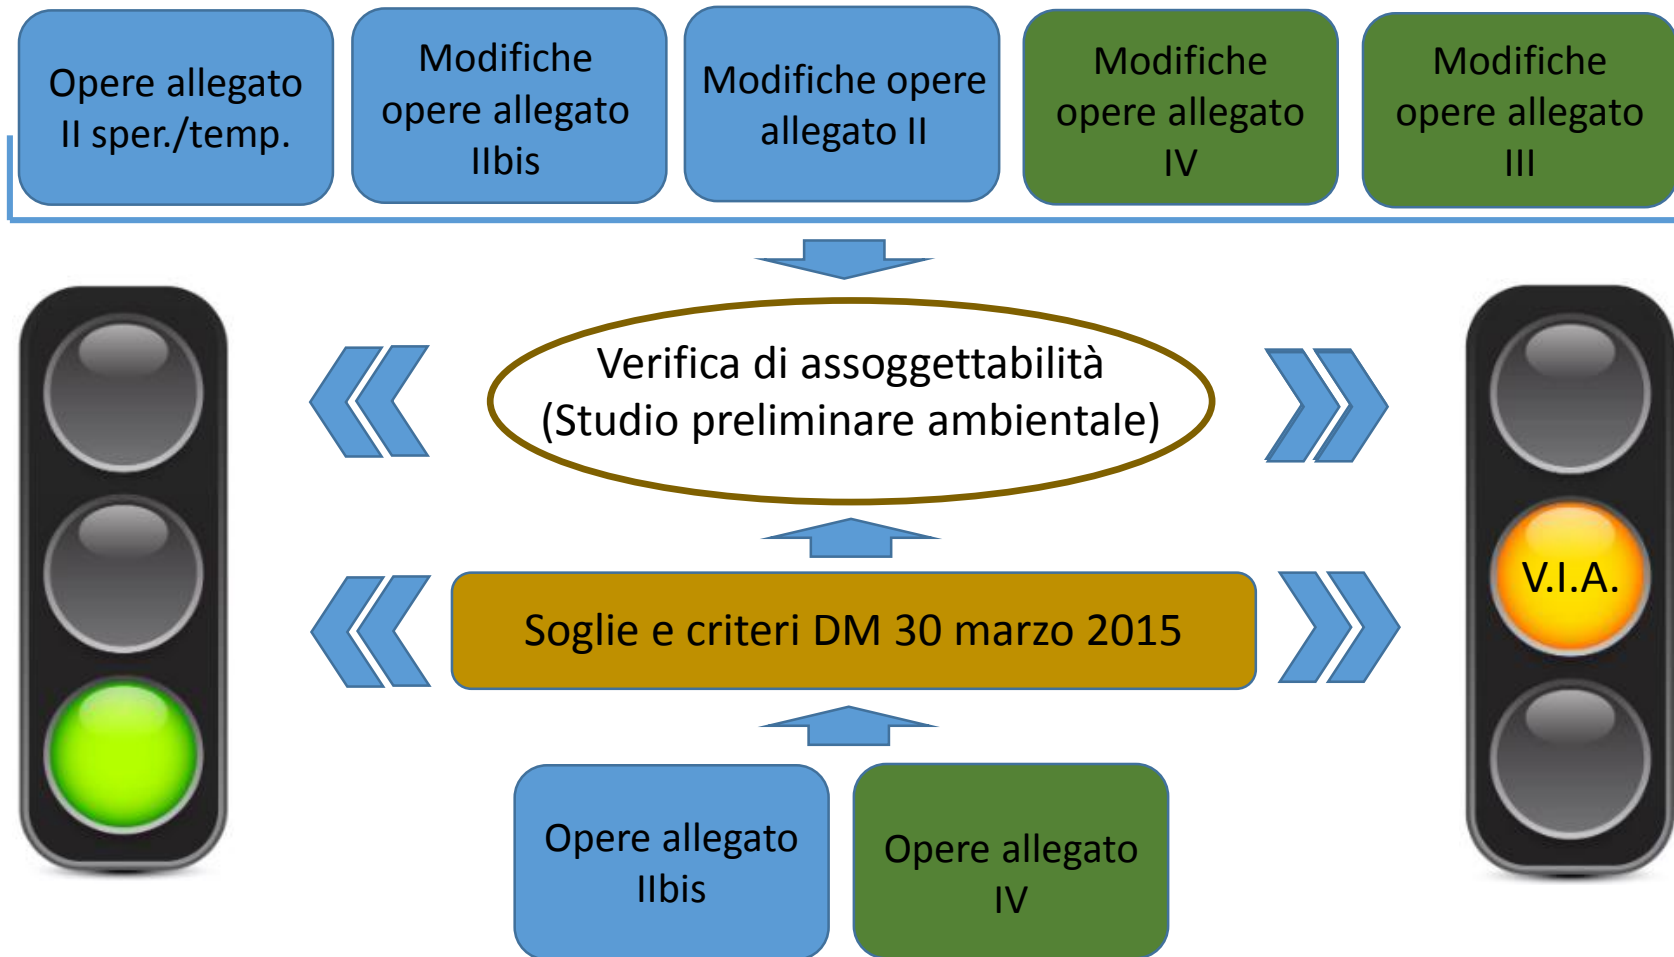 Opere allegato
II sper./temp.
Modifiche
opere allegato
IIbis
Modifiche opere
allegato II
Modifiche
opere allegato
IV
Modifiche
opere allegato
III
Verifica di assoggettabilità
(Studio preliminare ambientale)
V.I.A.
Soglie e criteri DM 30 marzo 2015
Opere allegato
IIbis
Opere allegato
IV